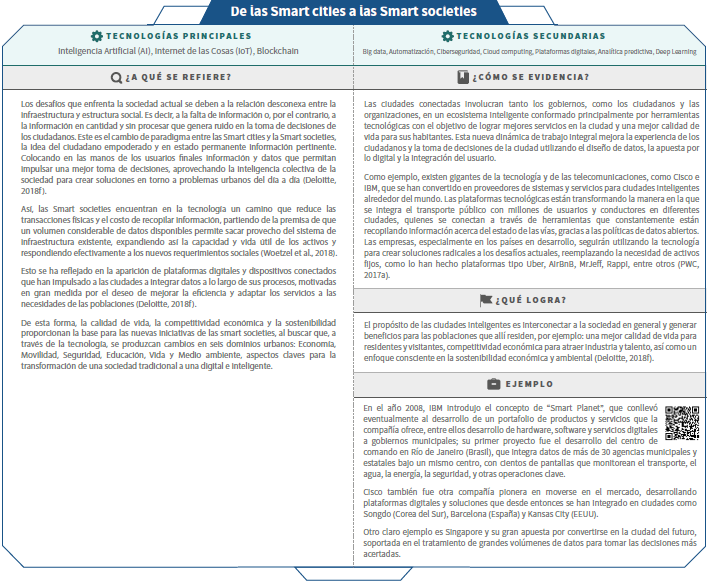 De las Smart cities a las Smart societies
TECNOLOGÍAS PRINCIPALES
Inteligencia Artificial (AI), Internet de las Cosas (IoT), Blockchain
TECNOLOGÍAS SECUNDARIAS
Big data, Automatización, Ciberseguridad, Cloud computing, Plataformas digitales, Analítica predictiva, Deep Learning
¿A QUÉ SE REFIERE?
Los desafíos que enfrenta la sociedad actual se deben a la relación desconexa entre la
infraestructura y estructura social. Es decir, a la falta de información o, por el contrario, a
la información en cantidad y sin procesar que genera ruido en la toma de decisiones de
los ciudadanos. Este es el cambio de paradigma entre las Smart cities y la Smart societies,
la idea del ciudadano empoderado y en estado permanente información pertinente.
Colocando en las manos de los usuarios finales información y datos que permitan
impulsar una mejor toma de decisiones, aprovechando la inteligencia colectiva de la
sociedad para crear soluciones en torno a problemas urbanos del día a día (Deloitte,
2018f).
Así, las Smart societies encuentran en la tecnología un camino que reduce las
transacciones físicas y el costo de recopilar información, partiendo de la premisa de que
un volumen considerable de datos disponibles permite sacar provecho del sistema de
infraestructura existente, expandiendo así la capacidad y vida útil de los activos y
respondiendo efectivamente a los nuevos requerimientos sociales (Woetzel et al., 2018).
Esto se ha reflejado en la aparición de plataformas digitales y dispositivos conectados
que han impulsado a las ciudades a integrar datos a lo largo de sus procesos, motivadas
en gran medida por el deseo de mejorar la eficiencia y adaptar los servicios a las
necesidades de las poblaciones (Deloitte, 2018f).
De esta forma, la calidad de vida, la competitividad económica y la sostenibilidad
proporcionan la base para las nuevas iniciativas de las smart societies, al buscar que, a
través de la tecnología, se produzcan cambios en seis dominios urbanos: Economía,
Movilidad, Seguridad, Educación, Vida y Medio ambiente, aspectos claves para la
transformación de una sociedad tradicional a una digital e inteligente.
¿CÓMO SE EVIDENCIA?
Las ciudades conectadas involucran tanto los gobiernos, como los ciudadanos y las
organizaciones, en un ecosistema inteligente conformado principalmente por herramientas
tecnológicas con el objetivo de lograr mejores servicios en la ciudad y una mejor calidad de
vida para sus habitantes. Esta nueva dinámica de trabajo integral mejora la experiencia de los
ciudadanos y la toma de decisiones de la ciudad utilizando el diseño de datos, la apuesta por
lo digital y la integración del usuario.
Como ejemplo, existen gigantes de la tecnología y de las telecomunicaciones, como Cisco e
IBM, que se han convertido en proveedores de sistemas y servicios para ciudades inteligentes
alrededor del mundo. Las plataformas tecnológicas están transformando la manera en la que
se integra el transporte público con millones de usuarios y conductores en diferentes
ciudades, quienes se conectan a través de herramientas que constantemente están
recopilando información acerca del estado de las vías, gracias a las políticas de datos abiertos.
Las empresas, especialmente en los países en desarrollo, seguirán utilizando la tecnología
para crear soluciones radicales a los desafíos actuales, reemplazando la necesidad de activos
fijos, como lo han hecho plataformas tipo Uber, AirBnB, MrJeff, Rappi, entre otros (PWC,
2017a).
¿QUÉ LOGRA?
El propósito de las ciudades inteligentes es interconectar a la sociedad en general y generar
beneficios para las poblaciones que allí residen, por ejemplo: una mejor calidad de vida para
residentes y visitantes, competitividad económica para atraer industria y talento, así como un
enfoque consciente en la sostenibilidad económica y ambiental (Deloitte, 2018f).
EJEMPLO
En el año 2008, IBM introdujo el concepto de “Smart Planet”, que conllevó
eventualmente al desarrollo de un portafolio de productos y servicios que la
compañía ofrece, entre ellos desarrollo de hardware, software y servicios digitales
a gobiernos municipales; su primer proyecto fue el desarrollo del centro de
comando en Río de Janeiro (Brasil), que integra datos de más de 30 agencias municipales y
estatales bajo un mismo centro, con cientos de pantallas que monitorean el transporte, el
agua, la energía, la seguridad, y otras operaciones clave.
Cisco también fue otra compañía pionera en moverse en el mercado, desarrollando
plataformas digitales y soluciones que desde entonces se han integrado en ciudades como
Songdo (Corea del Sur), Barcelona (España) y Kansas City (EEUU).
Otro claro ejemplo es Singapore y su gran apuesta por convertirse en la ciudad del futuro,
soportada en el tratamiento de grandes volúmenes de datos para tomar las decisiones más
acertadas.